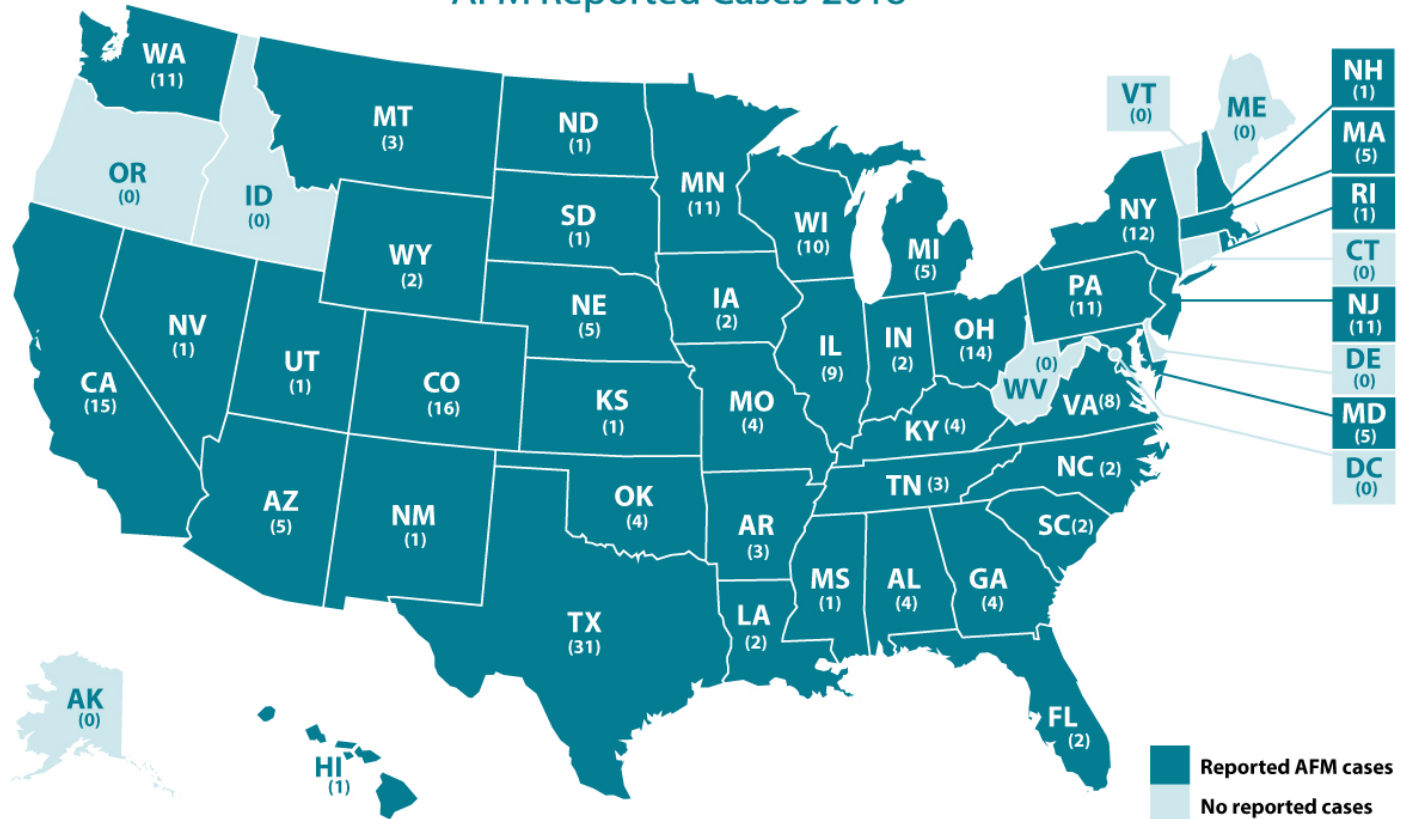 AFM Reported Cases 2018
WA
(11)
MT
(3)
ND
(1)
MN
(11)
VT
(0)
ME
(0)
NH
(1)
MA
(5)
RI
(1)
CT
(0)
NJ
(11)
DE
(0)
MD
(5)
DC
(0)
OR
(0)
ID
(0)
WY
(2)
SD
(1)
WI
(10)
MI
(5)
NY
(12)
PA
(11)
NV
(1)
UT
(1)
CO
(16)
NE
(5)
IA
(2)
IL
(9)
IN
(2)
OH
(14)
(0)
WV
VA(8)
CA
(15)
KS
(1)
MO
(4)
KY (4)
NC (2)
TN (3)
SC(2)
AZ
(5)
NM
(1)
OK
(4)
AR
(3)
MS
(1)
AL
(4)
GA
(4)
TX
(31)
LA
(2)
FL
(2)
AK
(0)
HI
(1)
Reported AFM cases
No reported cases